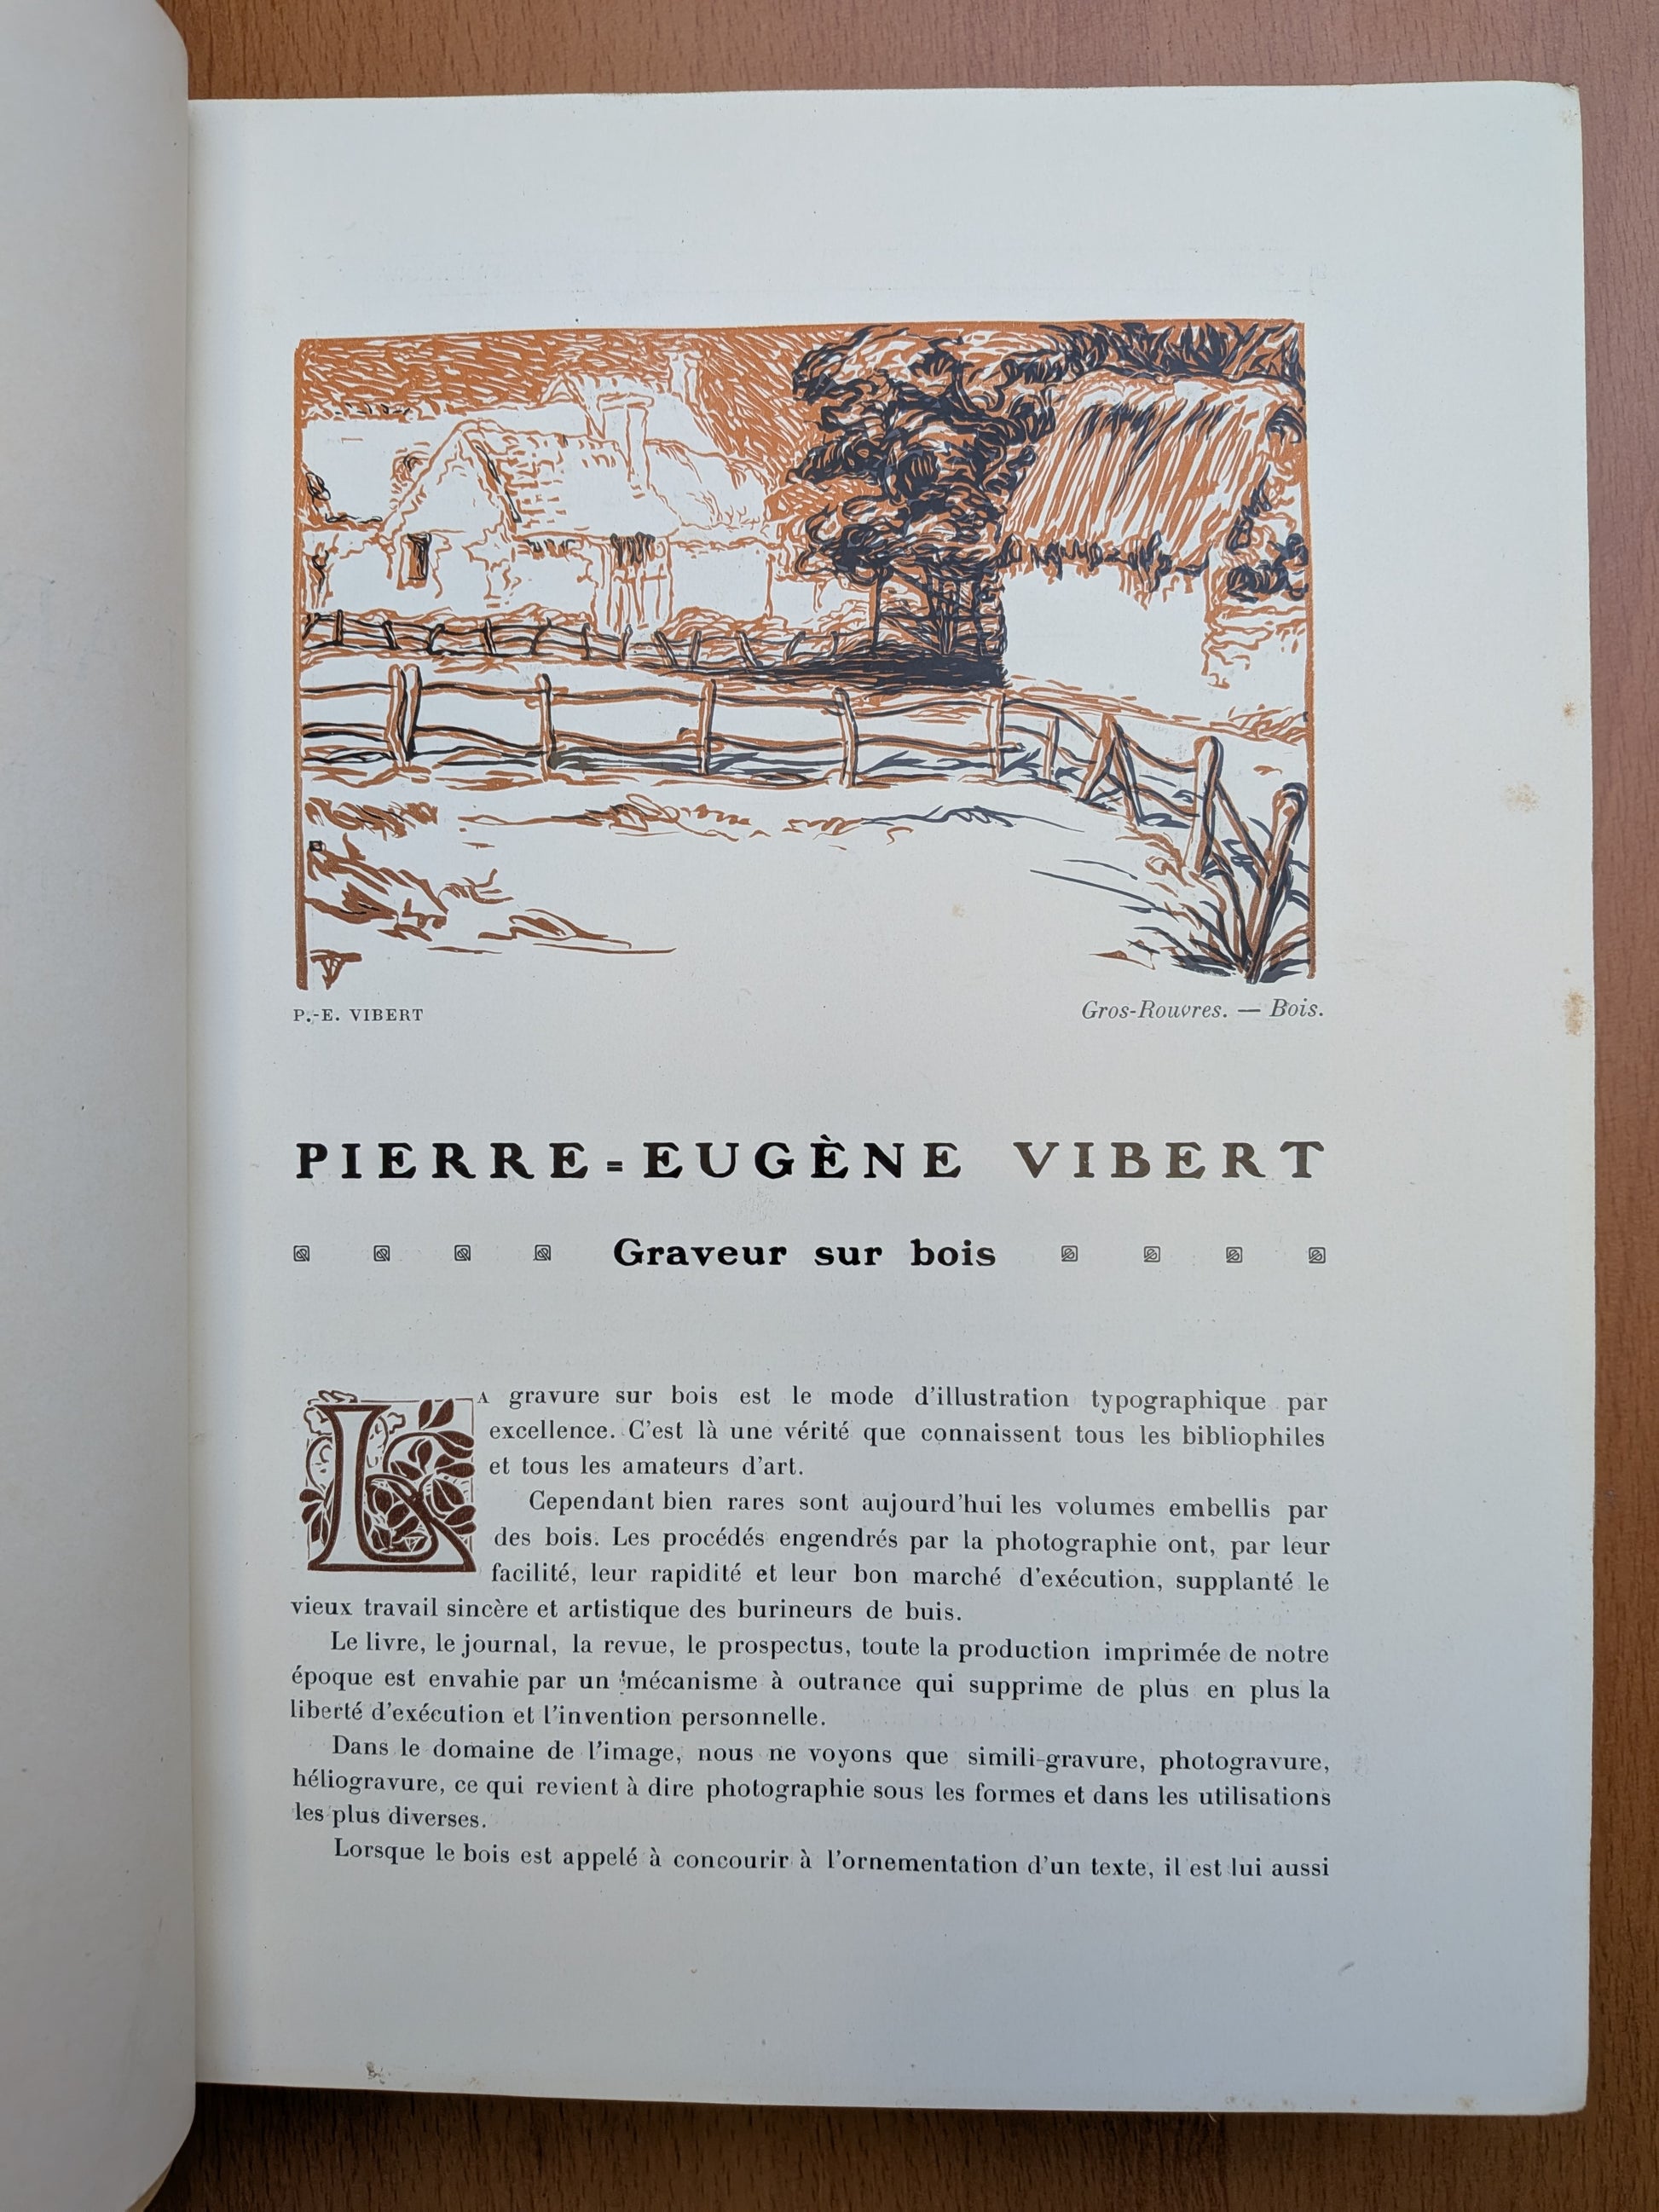 P.-E. VIBERT
Gros-Rouvres. — Bois.
PIERRE=EUGÈNE VIBERT
Graveur sur bois
LA gravure sur bois est le mode d'illustration typographique par
excellence. C'est là une vérité que connaissent tous les bibliophiles
et tous les amateurs d'art.
Cependant bien rares sont aujourd'hui les volumes embellis par
des bois. Les procédés engendrés par la photographie ont, par leur
facilité, leur rapidité et leur bon marché d'exécution, supplanté le
vieux travail sincère et artistique des burineurs de buis.
Le livre, le journal, la revue, le prospectus, toute la production imprimée de notre
époque est envahie par un mécanisme à outrance qui supprime de plus en plus la
liberté d'exécution et l'invention personnelle.
Dans le domaine de l'image, nous ne voyons que simili-gravure, photogravure,
héliogravure, ce qui revient à dire photographie sous les formes et dans les utilisations
les plus diverses.
Lorsque le bois est appelé à concourir à l'ornementation d'un texte, il est lui aussi